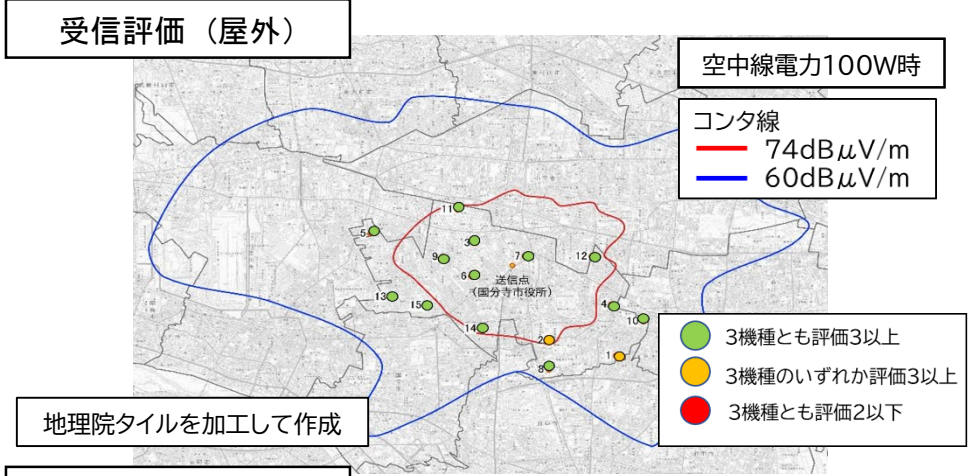 受信評価（屋外）
空中線電力100W時
コンタ線
74dBμV/m
60dBμV/m
11
5
3
9
7
12
6
送信点
（国分寺市役所）
13
15
4
10
14
2
1
8
3機種とも評価3以上
3機種のいずれか評価3以上
3機種とも評価2以下
地理院タイルを加工して作成